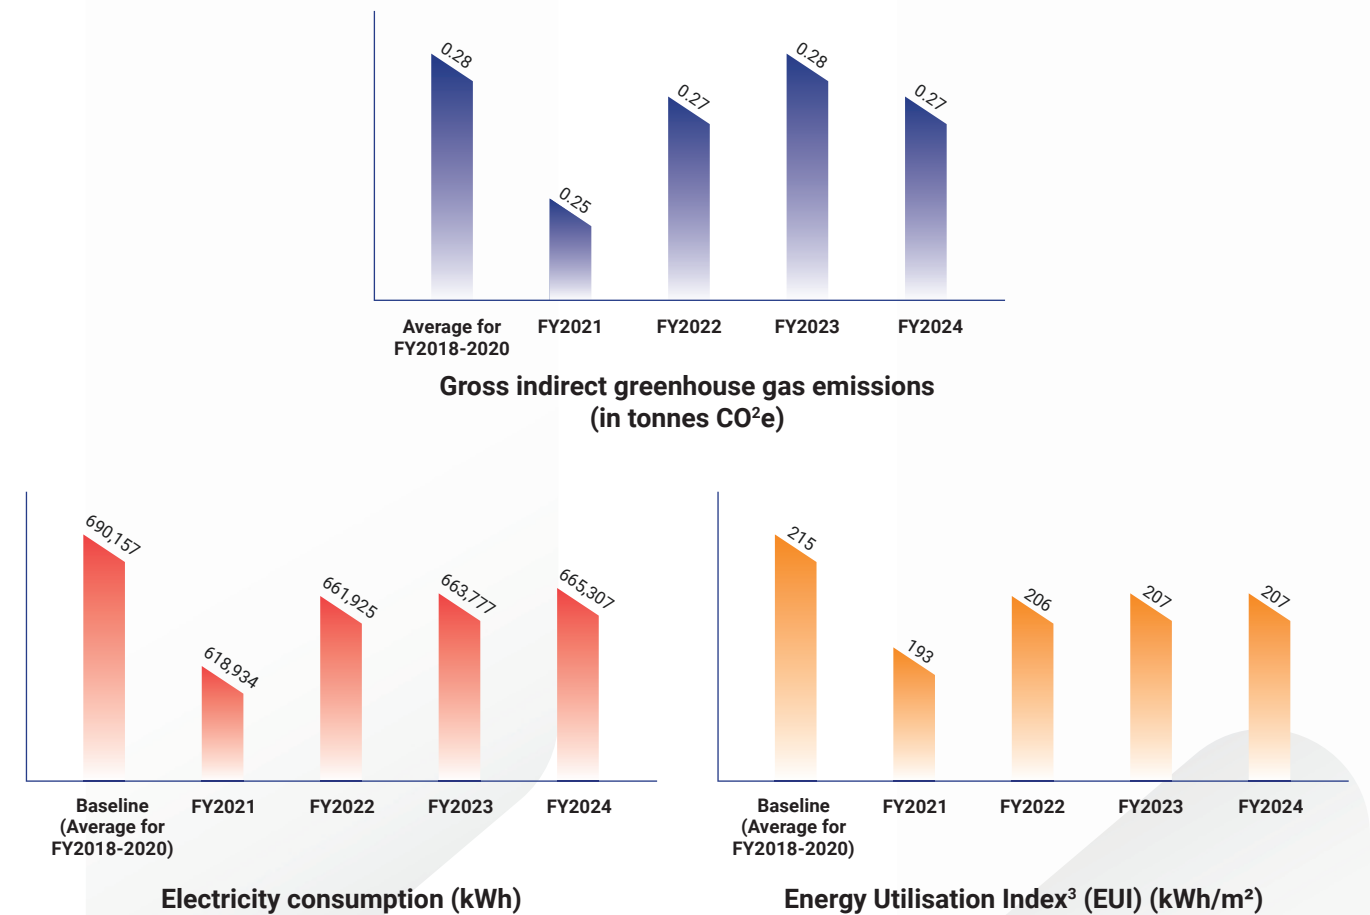 0.28
0.25
0.27
0.28
0.27
Average for
FY2018-2020
FY2021
FY2022
FY2023
FY2024
Gross indirect greenhouse gas emissions
(in tonnes CO²e)
690,157
618,934
661,925
663,777
665,307
Baseline
(Average for
FY2018-2020)
FY2021
FY2022
FY2023
FY2024
Electricity consumption (kWh)
215
193
206
207
207
Baseline
(Average for
FY2018-2020)
FY2021
FY2022
FY2023
FY2024
Energy Utilisation Index³ (EUI) (kWh/m²)